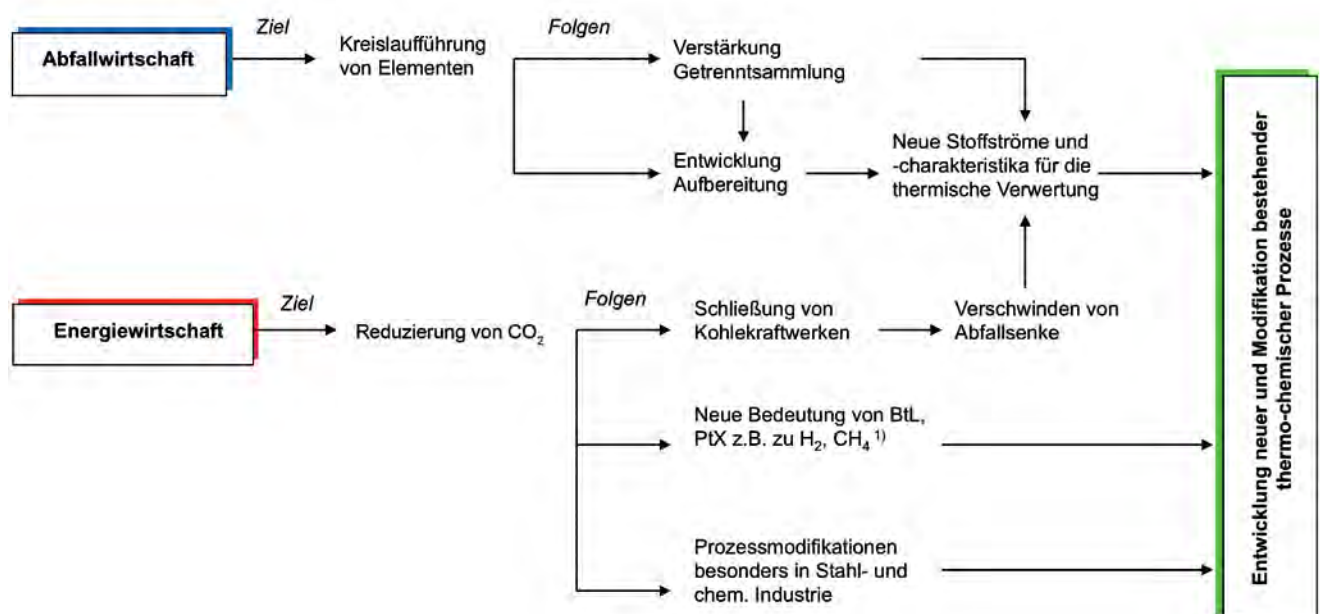 Ziel
Folgen
Abfallwirtschaft
Kreislaufführung
von Elementen
Verstärkung
Getrenntsammlung
Entwicklung
Aufbereitung
Neue Stoffströme und
-charakteristika für die
thermische Verwertung
Ziel
Folgen
Energiewirtschaft
Reduzierung von CO₂
Schließung von
Kohlekraftwerken
Verschwinden von
Abfallsenke
Neue Bedeutung von BtL,
PtX z.B. zu H₂, CH₄ ¹⁾
Prozessmodifikationen
besonders in Stahl- und
chem. Industrie
Entwicklung neuer und Modifikation bestehender
thermo-chemischer Prozesse